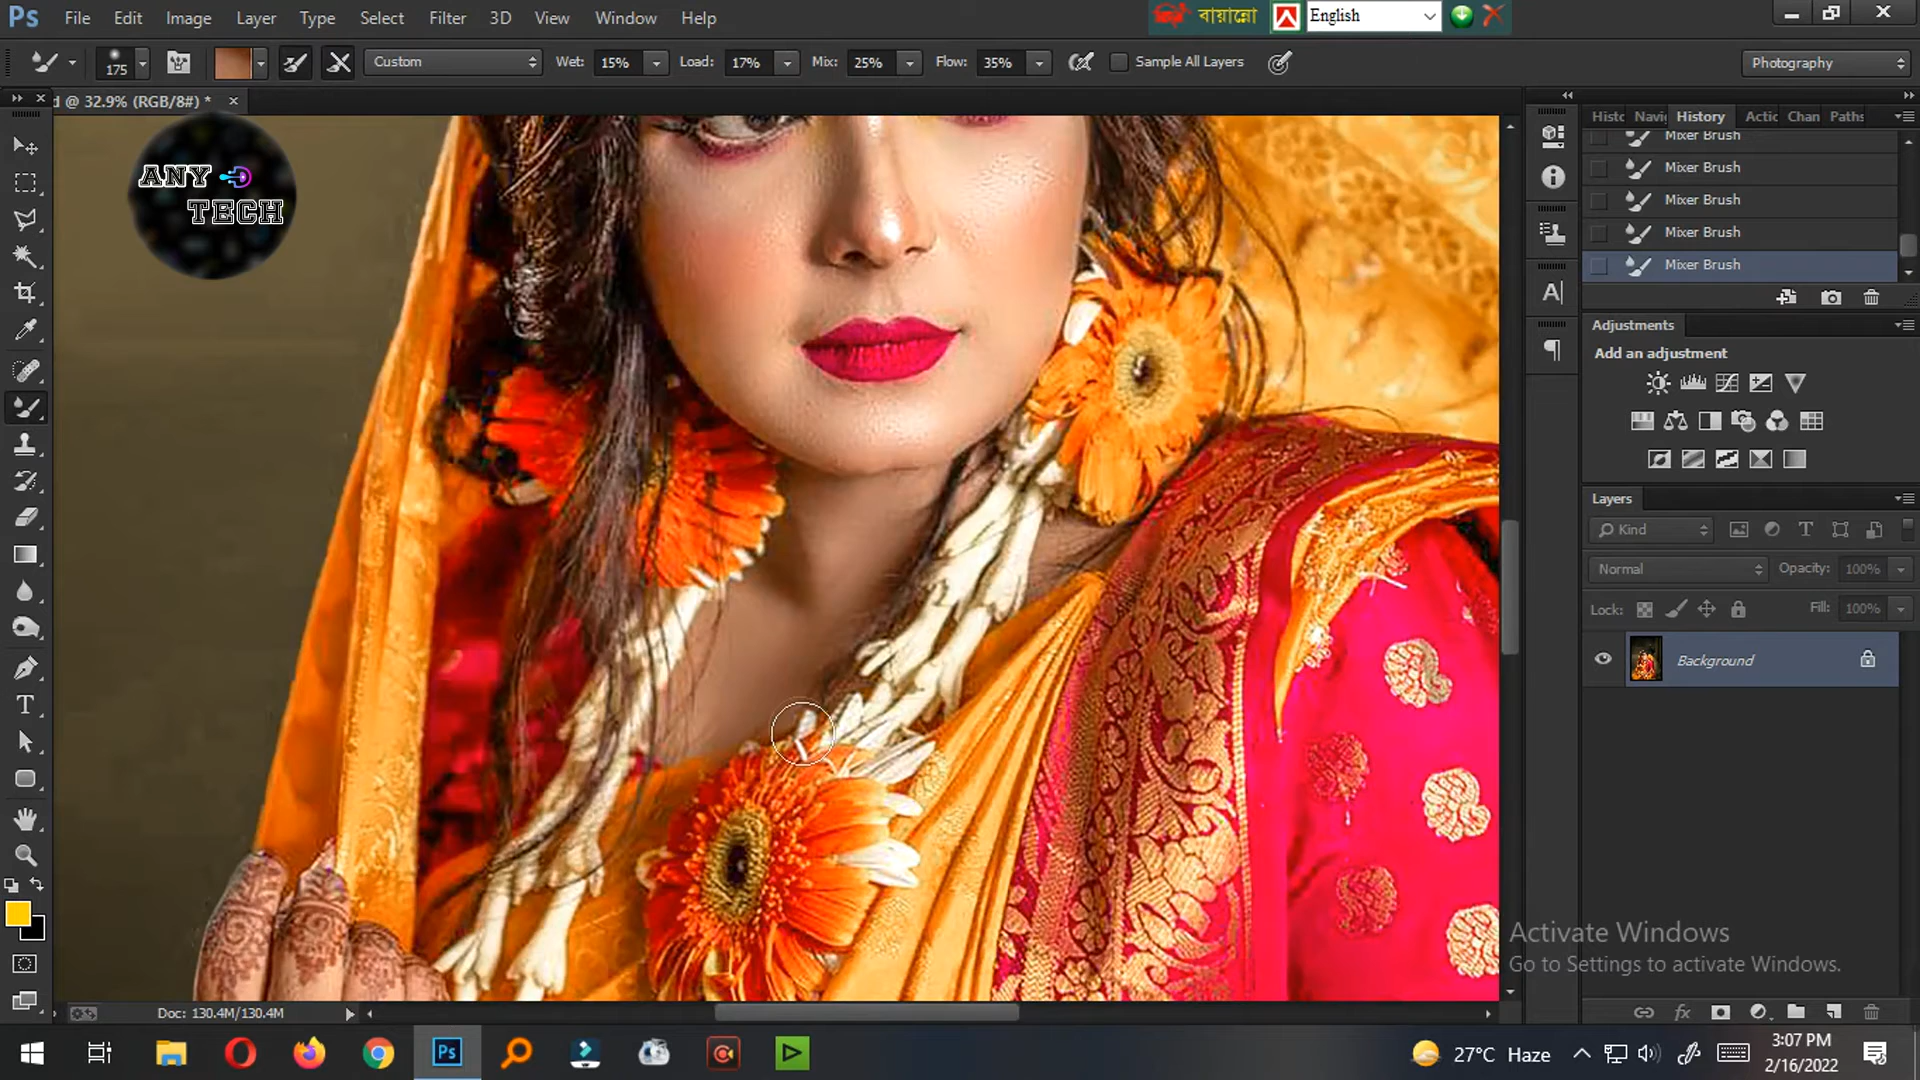 Ps File Edit Image Layer Type Select Filter 3D View Window Help
বায়ান্নো English
175 Custom Wet: 15% Load: 17% Mix: 25% Flow: 35% Sample All Layers Photography
d @ 32.9% (RGB/8#) *
ANY
TECH
Histo Navi History Actic Chan Paths
Mixer Brush
Mixer Brush
Mixer Brush
Mixer Brush
Mixer Brush
Adjustments
Add an adjustment
Layers
Kind
Normal Opacity: 100%
Lock: Fill: 100%
Background
Activate Windows
Go to Settings to activate Windows.
Doc: 130.4M/130.4M
Ps 27°C Haze
3:07 PM
2/16/2022